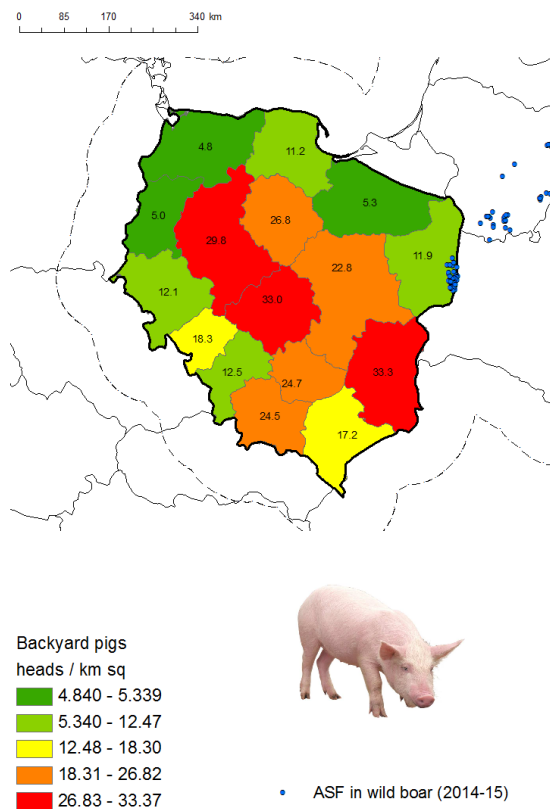 0 85 170 340 km
4.8
11.2
5.3
5.0
26.8
29.8
11.9
22.8
12.1
33.0
18.3
12.5
24.7
33.3
24.5
17.2
Backyard pigs
heads / km sq
4.840 - 5.339
5.340 - 12.47
12.48 - 18.30
18.31 - 26.82
26.83 - 33.37
ASF in wild boar (2014-15)